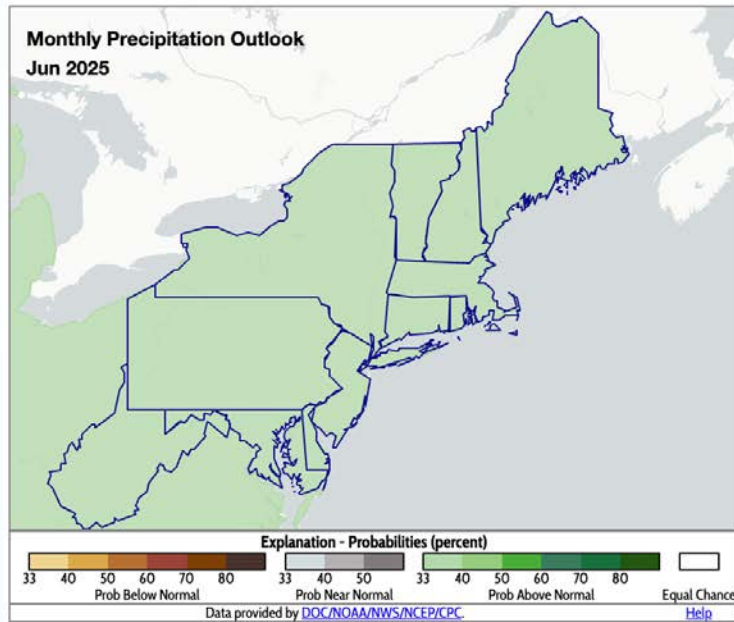 Monthly Precipitation Outlook
Jun 2025
Explanation - Probabilities (percent)
33 40 50 60 70 80 33 40 50 33 40 50 60 70 80
Prob Below Normal Prob Near Normal Prob Above Normal Equal Chance
Data provided by DOC/NOAA/NWS/NCEP/CPC. Help